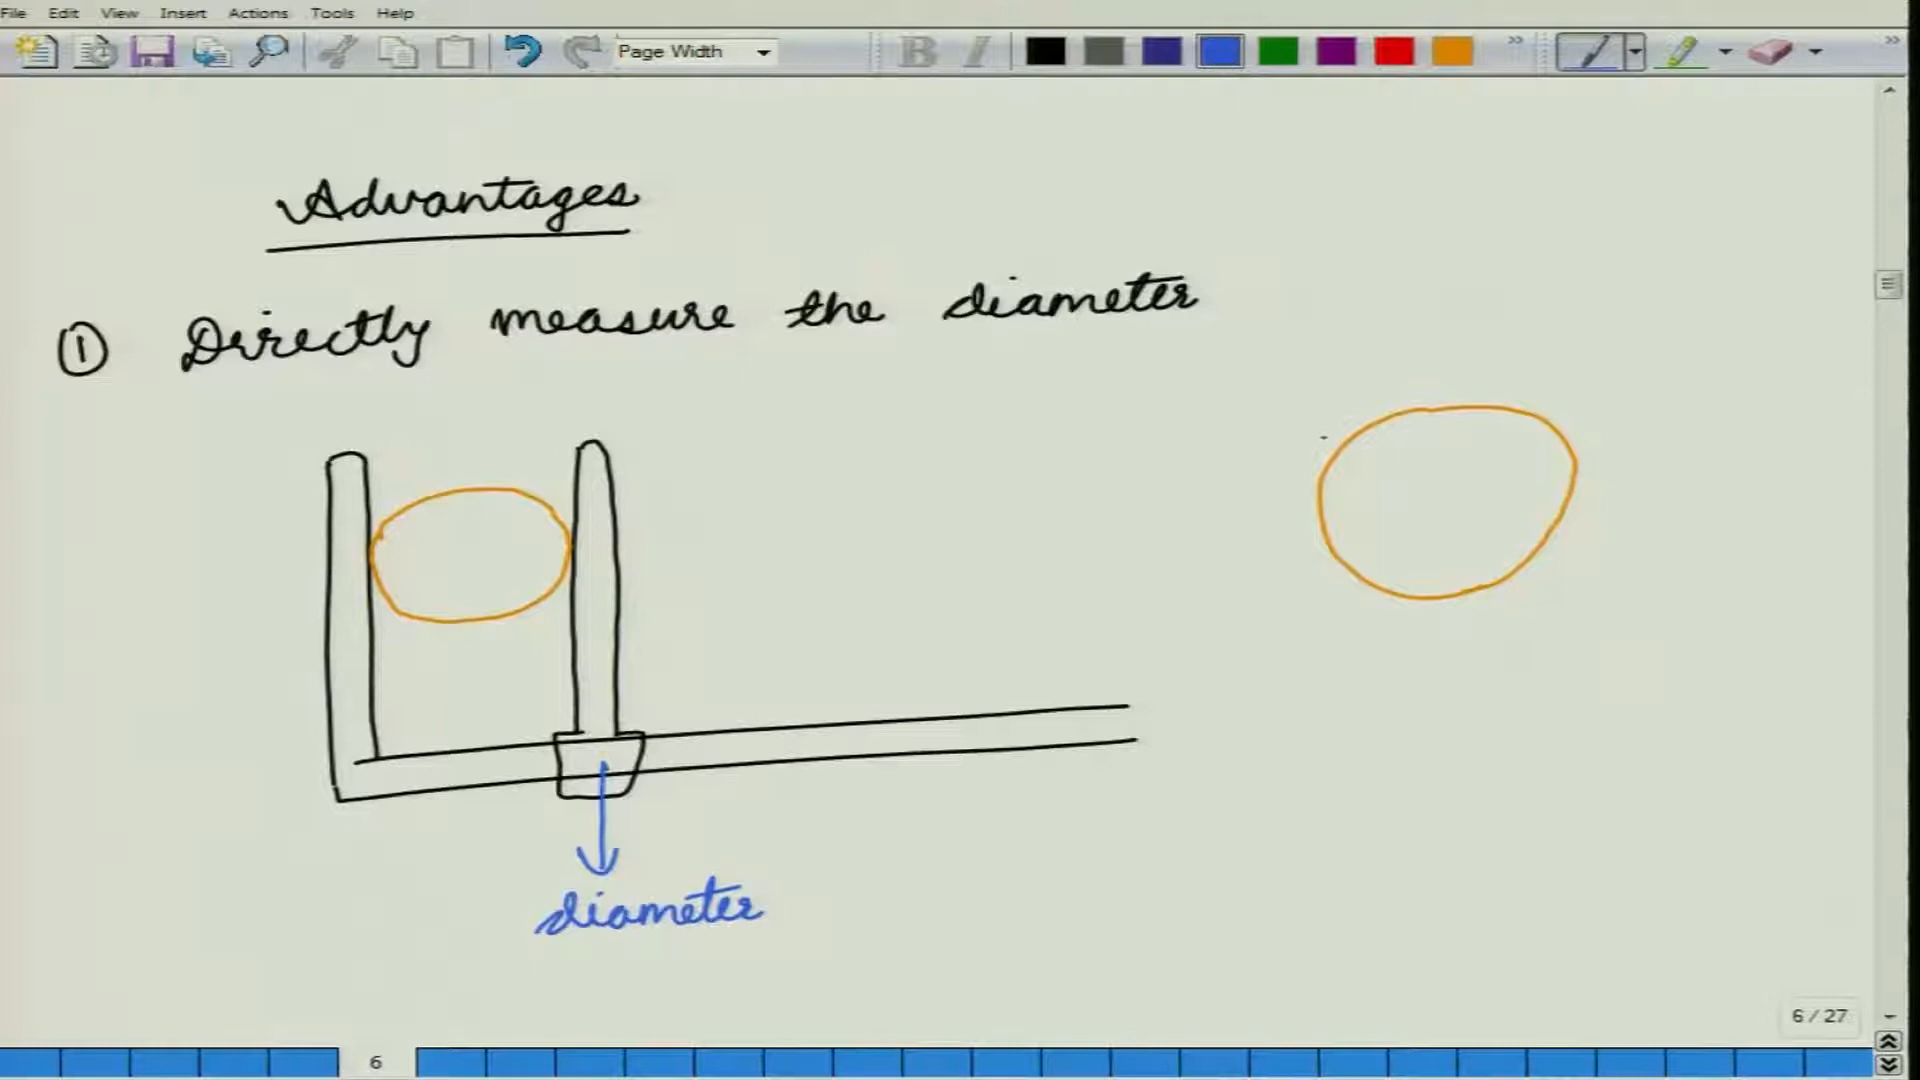 File Edit View Insert Actions Tools Help
Page Width
B I
Advantages
① Directly measure the diameter
diameter
6 / 27
6